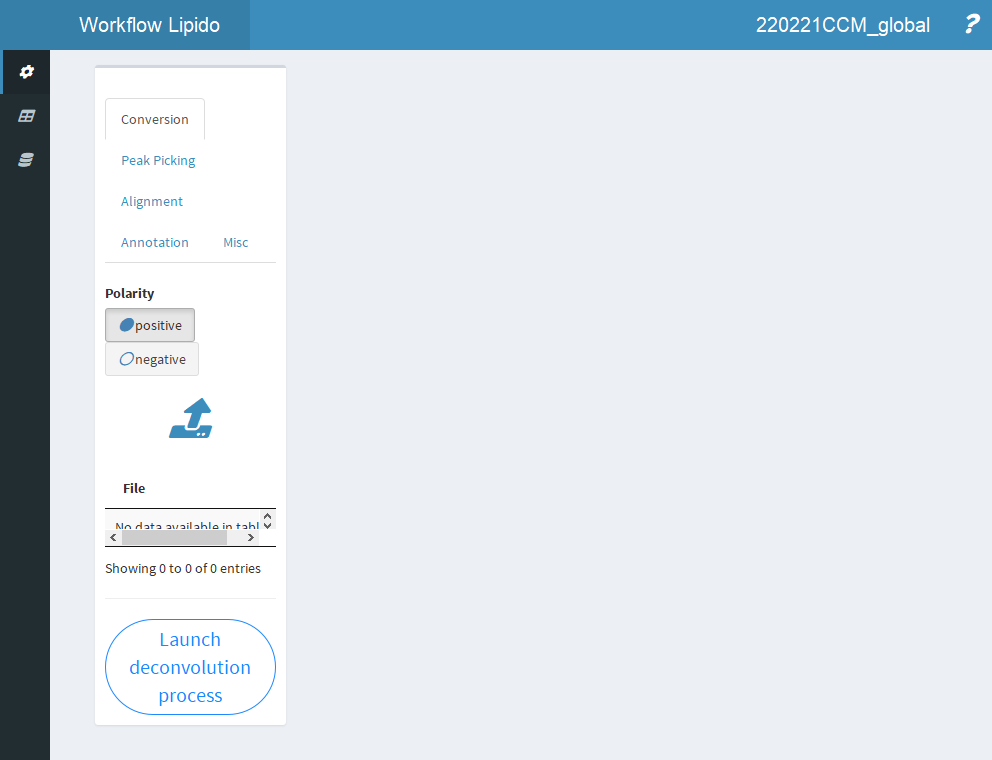 Workflow Lipido
220221CCM_global
?
Conversion
Peak Picking
Alignment
Annotation Misc
Polarity
positive
negative
File
No data available in tabl
Showing 0 to 0 of 0 entries
Launch
deconvolution
process